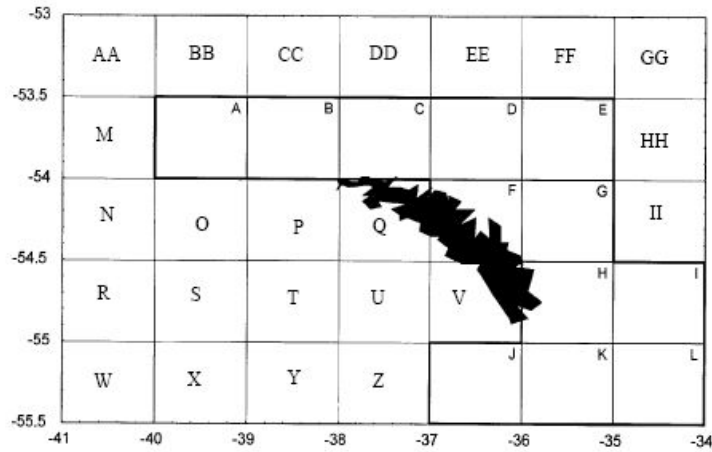 -53
AA BB CC DD EE FF GG
-53.5
M A B C D E HH
-54
N O P Q F G II
-54.5
R S T U V H I
-55
W X Y Z J K L
-55.5
-41 -40 -39 -38 -37 -36 -35 -34